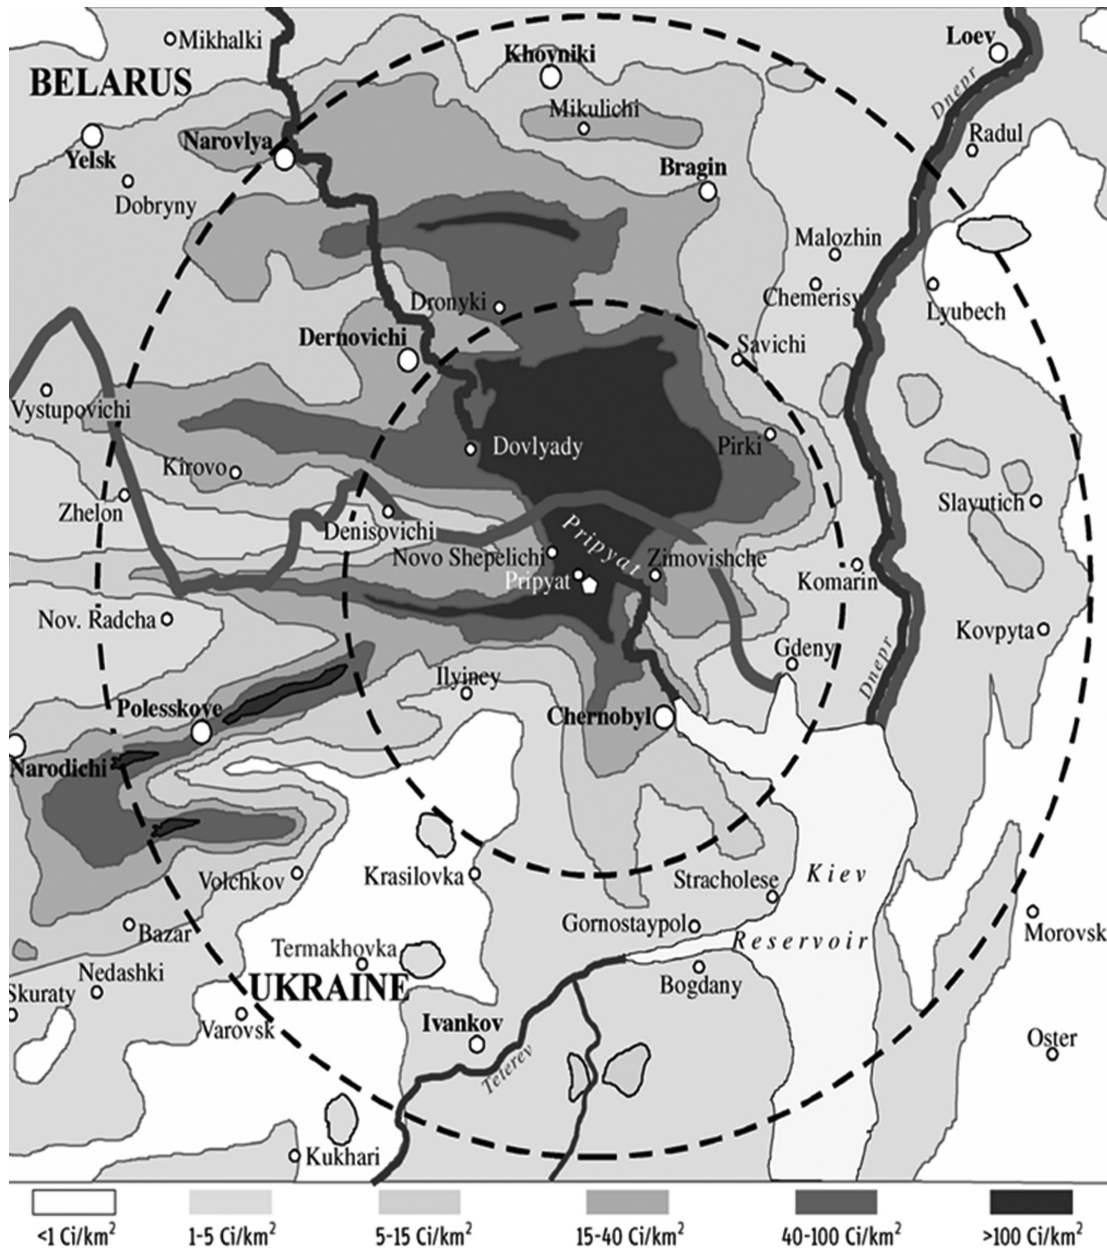 Mikhalki
Khoyniki
Loev
BELARUS
Dnepr
Mikulichi
Narovlya
Radul
Yelsk
Bragin
Dobryny
Malozhin
Chemerisy
Lyubech
Dronyki
Dernovichi
Savichi
Vystupovichi
Dovlyady
Pirki
Kirovo
Slavutich
Zhelon
Denisovichi
Pripyat
Novo Shepelichi
Zimovishche
Pripyat
Komarin
Nov. Radcha
Kovpyta
Gdeny
Dnepr
Ilyiney
Polesskoye
Chernobyl
Narodichi
Volchkov
Krasilovka
Stracholese
Kiev
Gornostaypol
Reservoir
Morovsk
Bazar
Termakhovka
Nedashki
UKRAINE
Bogdany
Skuraty
Varovsk
Ivankov
Oster
Teterev
Kukhari
<1 Ci/km²
1-5 Ci/km²
5-15 Ci/km²
15-40 Ci/km²
40-100 Ci/km²
>100 Ci/km²